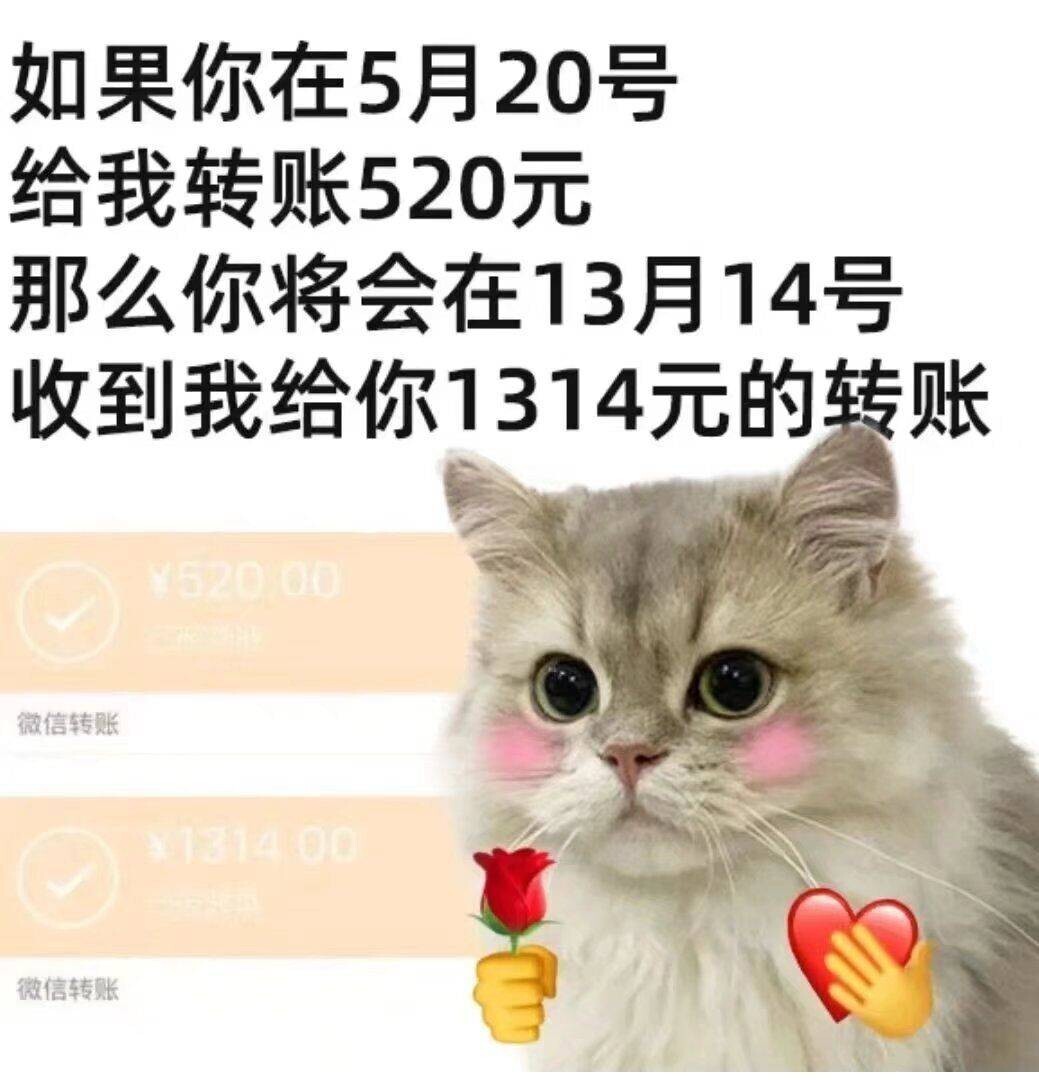 如果你在5月20号
给我转账520元
那么你将会在13月14号
收到我给你1314元的转账
¥520.00
微信转账
¥1314.00
微信转账